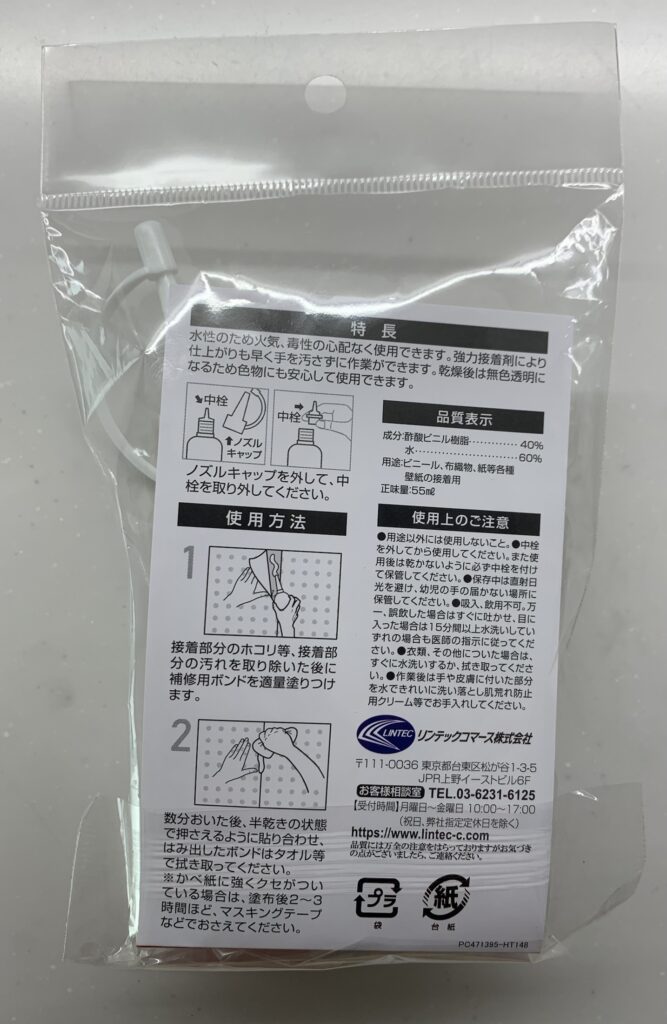 特長
水性のため火気、毒性の心配なく使用できます。強力接着剤により
仕上がりも早く手を汚さずに作業ができます。乾燥後は無色透明に
なるため色物にも安心して使用できます。
中栓
ノズル
キャップ
中栓
ノズルキャップを外して、中
栓を取り外してください。
使用方法
1
接着部分のホコリ等、接着部
分の汚れを取り除いた後に
補修用ボンドを適量塗りつけ
ます。
2
数分おいた後、半乾きの状態
で押さえるように貼り合わせ、
はみ出したボンドはタオル等
で拭き取ってください。
※かべ紙に強くクセがつい
ている場合は、塗布後2〜3
時間ほど、マスキングテープ
などでおさえてください。
品質表示
成分:酢酸ビニル樹脂…………… 40%
水………………………… 60%
用途:ビニール、布織物、紙等各種
壁紙の接着用
正味量:55mℓ
使用上のご注意
●用途以外には使用しないこと。●中栓
を外してから使用してください。また使
用後は乾かないように必ず中栓を付け
て保管してください。●保存中は直射日
光を避け、幼児の手の届かない場所に
保管してください。●吸入、飲用不可。万
一、誤飲した場合はすぐに吐かせ、目に
入った場合は15分間以上水洗いしてい
ずれの場合も医師の指示に従ってくだ
さい。●衣類、その他についた場合は、
すぐに水洗いするか、拭き取ってくださ
い。●作業後は手や皮膚に付いた部分
を水できれいに洗い落とし肌荒れ防止
用クリーム等でお手入れしてください。
LINTEC リンテックコマース株式会社
〒111-0036 東京都台東区松が谷1-3-5
JPR上野イーストビル6F
お客様相談室 TEL.03-6231-6125
【受付時間】月曜日〜金曜日 10:00〜17:00
(祝日、弊社指定定休日を除く)
https://www.lintec-c.com
品質には万全の注意をはらっておりますがお気づき
の点がございましたら、ご連絡ください。
プラ
袋
紙
台紙
PC471395-HT148